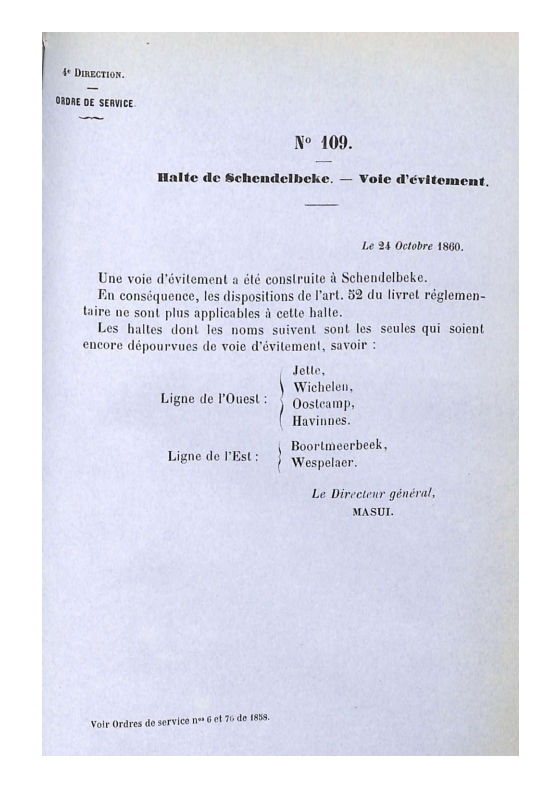 4e DIRECTION.
ORDRE DE SERVICE.
No 109.
Halte de Schendelbeke. — Voie d'évitement.
Le 24 Octobre 1860.
Une voie d'évitement a été construite à Schendelbeke.
En conséquence, les dispositions de l'art. 52 du livret réglemen-
taire ne sont plus applicables à cette halte.
Les haltes dont les noms suivent sont les seules qui soient
encore dépourvues de voie d'évitement, savoir :
Ligne de l'Ouest :
Jette,
Wichelen,
Oostcamp,
Havinnes.
Ligne de l'Est :
Boortmeerbeek,
Wespelaer.
Le Directeur général,
MASUI.
Voir Ordres de service nos 6 et 76 de 1858.